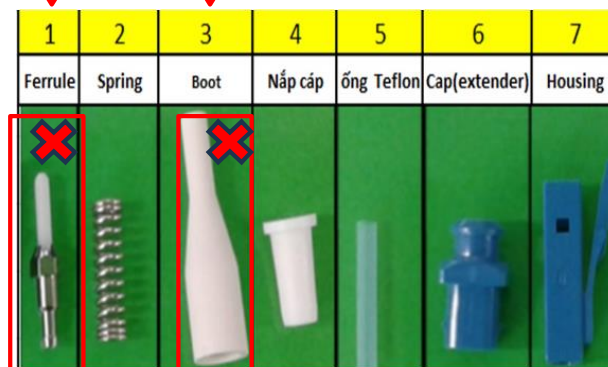 1 2 3 4 5 6 7
Ferrule Spring Boot Nắp cáp ống Teflon Cap(extender) Housing